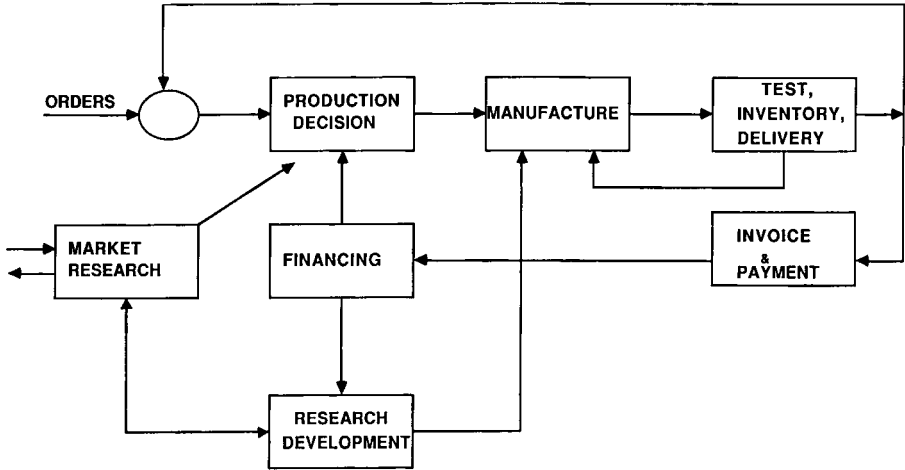 ORDERS
PRODUCTION
DECISION
MANUFACTURE
TEST,
INVENTORY,
DELIVERY
MARKET
RESEARCH
FINANCING
INVOICE
&
PAYMENT
RESEARCH
DEVELOPMENT